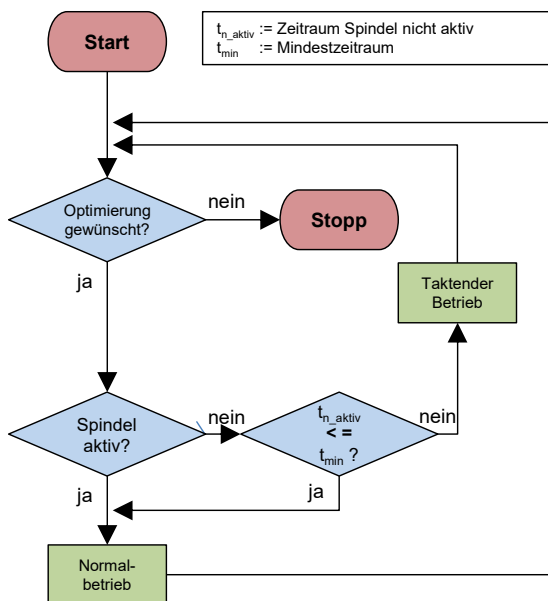 Start
t_n_aktiv := Zeitraum Spindel nicht aktiv
t_min := Mindestzeitraum
Optimierung
gewünscht?
nein
Stopp
ja
Taktender
Betrieb
Spindel
aktiv?
nein
t_n_aktiv
< =
t_min ?
nein
ja
ja
Normal-
betrieb